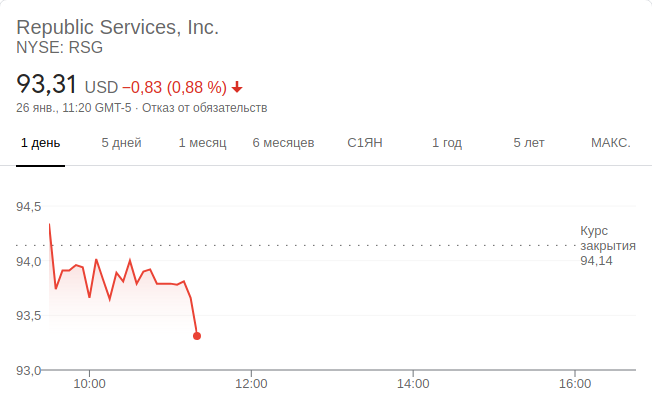 Republic Services, Inc.
NYSE: RSG
93,31 USD −0,83 (0,88 %)
26 янв., 11:20 GMT-5 · Отказ от обязательств
1 день 5 дней 1 месяц 6 месяцев С1ЯН 1 год 5 лет МАКС.
94,5
Курс
закрытия
94,14
94,0
93,5
93,0
10:00 12:00 14:00 16:00